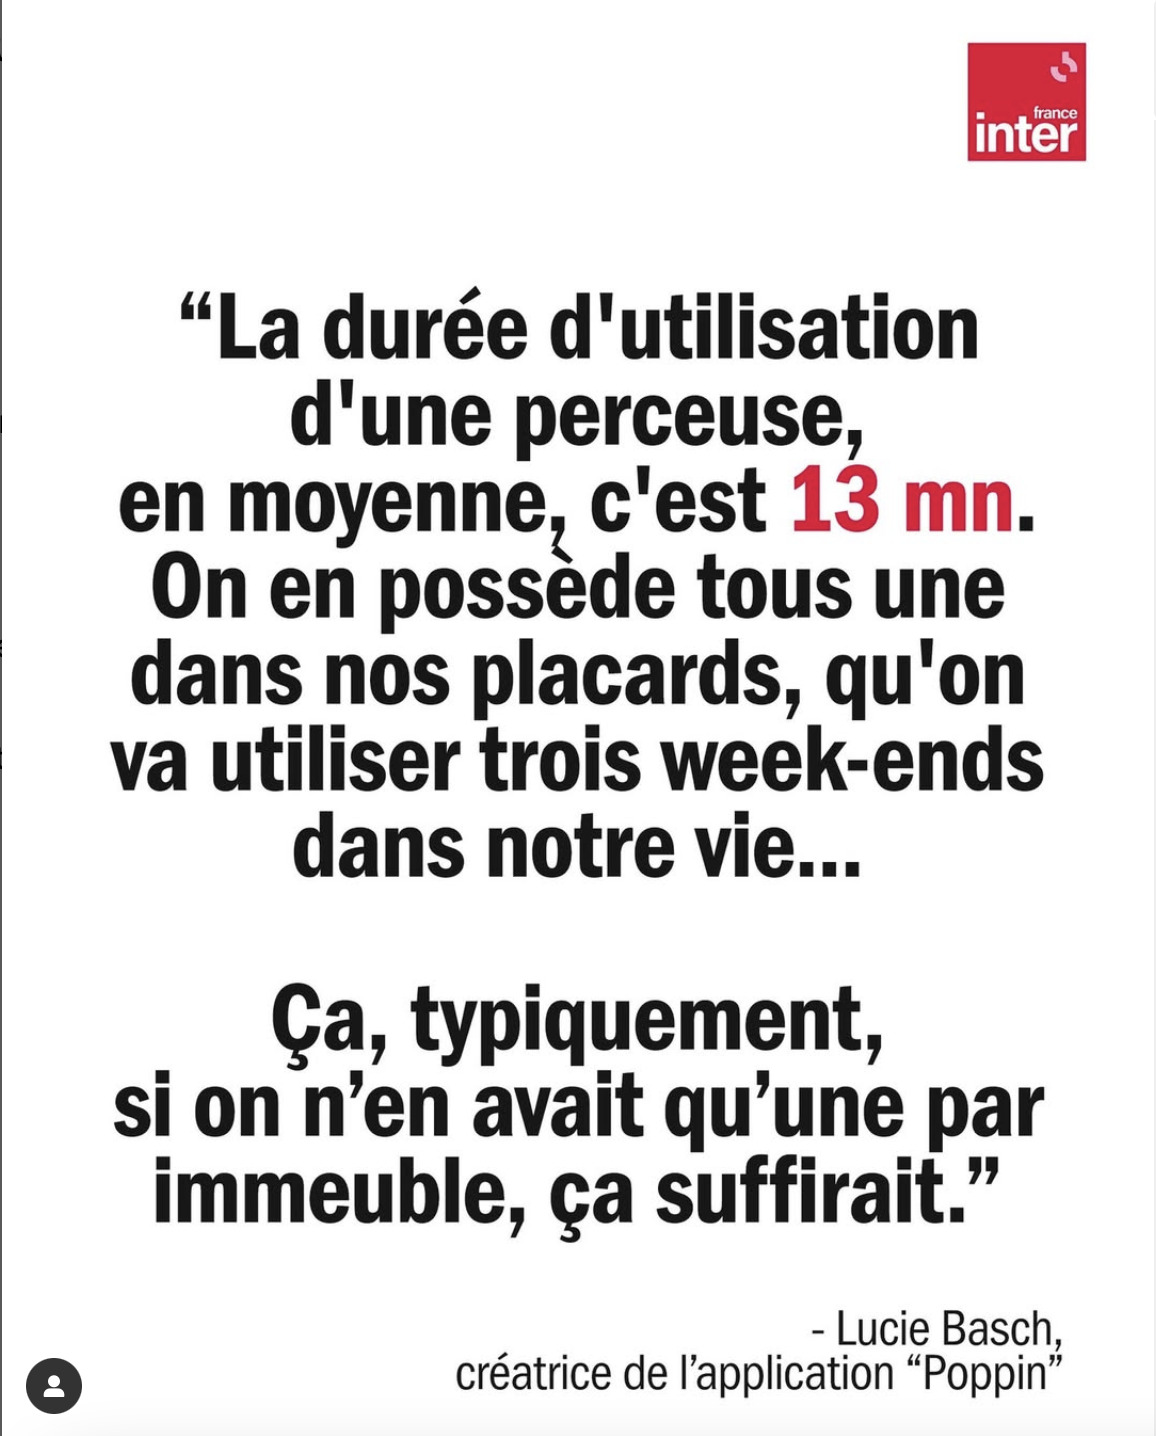 france
inter
“La durée d'utilisation
d'une perceuse,
en moyenne, c'est 13 mn.
On en possède tous une
dans nos placards, qu'on
va utiliser trois week-ends
dans notre vie...
Ça, typiquement,
si on n’en avait qu’une par
immeuble, ça suffirait.”
- Lucie Basch,
créatrice de l’application “Poppin”